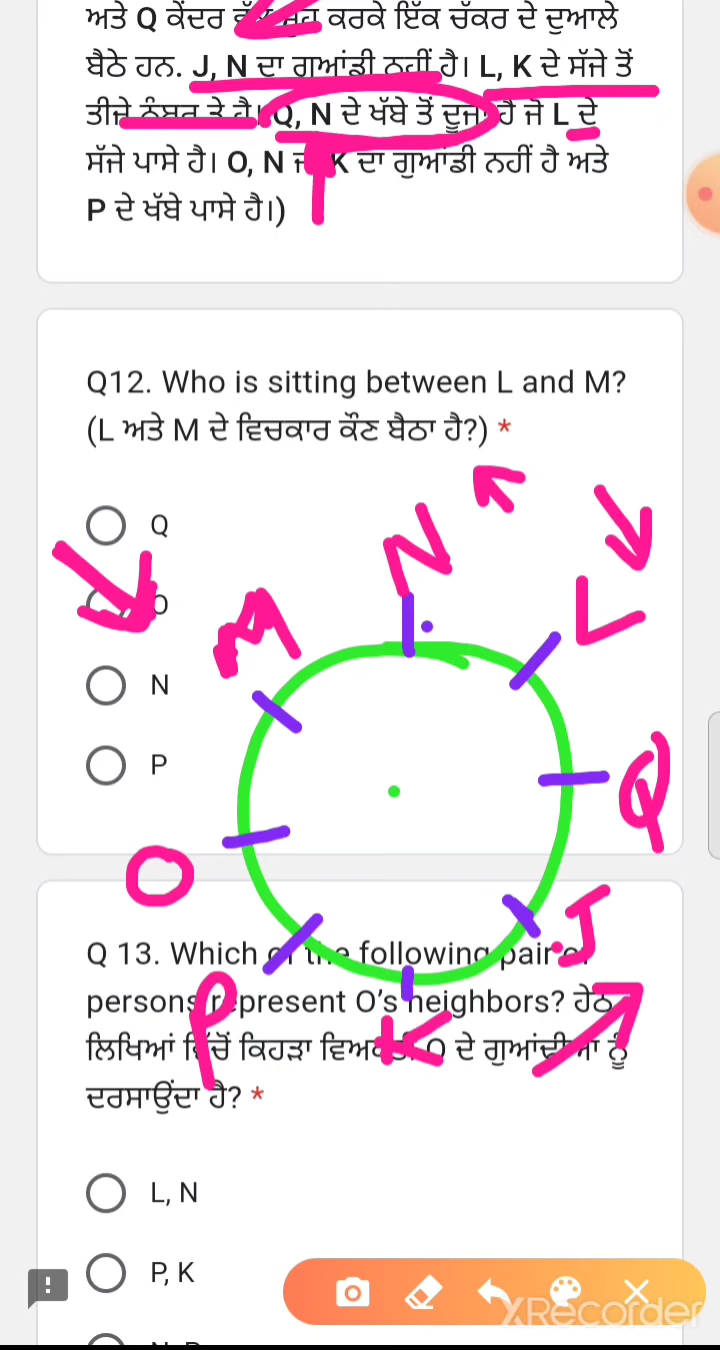 ਅਤੇ Q ਕੇਂਦਰ ਕਰਕੇ ਇੱਕ ਚੱਕਰ ਦੇ ਦੁਆਲੇ
ਬੈਠੇ ਹਨ. J, N ਦਾ ਗੁਆਂਡੀ ਨਹੀਂ ਹੈ। L, K ਦੇ ਸੱਜੇ ਤੋਂ
ਤੀਜੇ ਨੰਬਰ ਤੇ ਹੈ। Q, N ਦੇ ਖੱਬੇ ਤੋਂ ਦੂਜਾ ਹੈ ਜੋ L ਦੇ
ਸੱਜੇ ਪਾਸੇ ਹੈ। O, N K ਦਾ ਗੁਆਂਡੀ ਨਹੀਂ ਹੈ ਅਤੇ
P ਦੇ ਖੱਬੇ ਪਾਸੇ ਹੈ।)
Q12. Who is sitting between L and M?
(L ਅਤੇ M ਦੇ ਵਿਚਕਾਰ ਕੌਣ ਬੈਠਾ ਹੈ?) *
N
Q
L
O
M
N
P
Q
O
J
Q 13. Which of the following pair of
persons represent O's neighbors? ਹੇਠ
P
K
ਲਿਖਿਆਂ ਵਿੱਚੋਂ ਕਿਹੜਾ O ਦੇ ਗੁਆਂਢੀਆਂ ਨੂੰ
ਦਰਸਾਉਂਦਾ ਹੈ? *
L, N
P, K
XRecorder